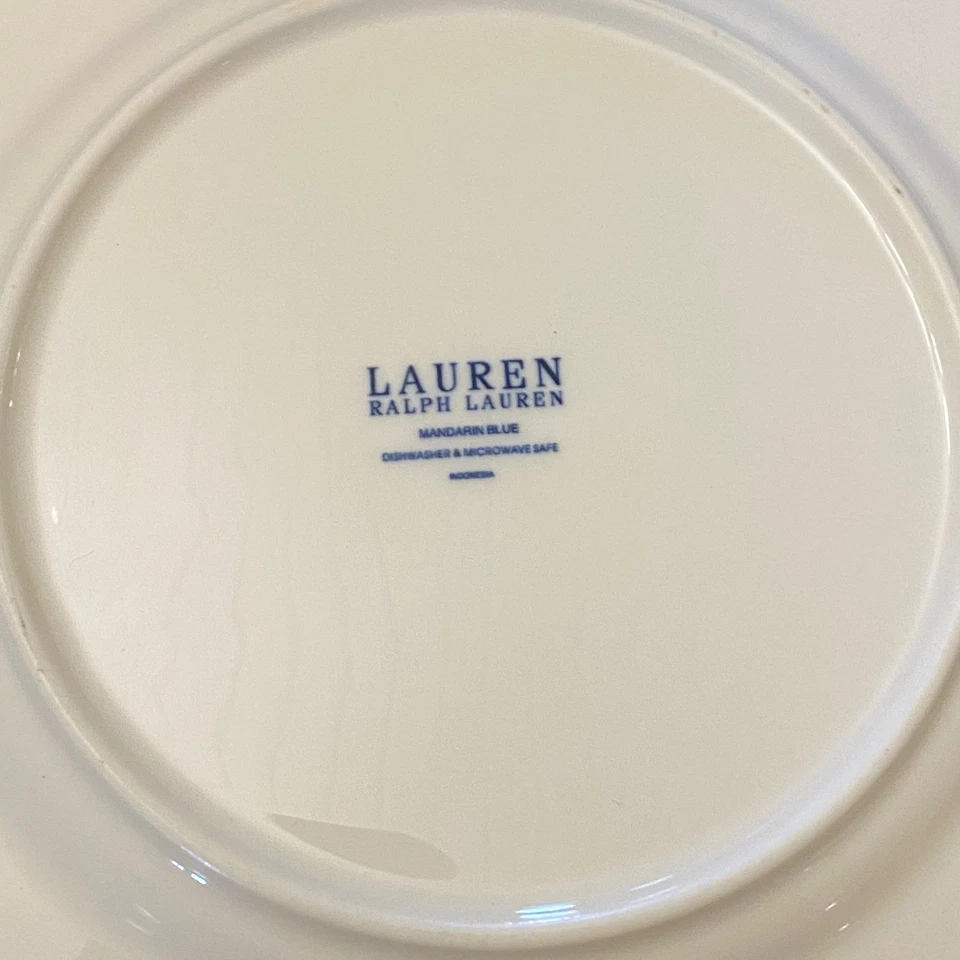 LAUREN
RALPH LAUREN
MANDARIN BLUE
DISHWASHER & MICROWAVE SAFE
INDONESIA